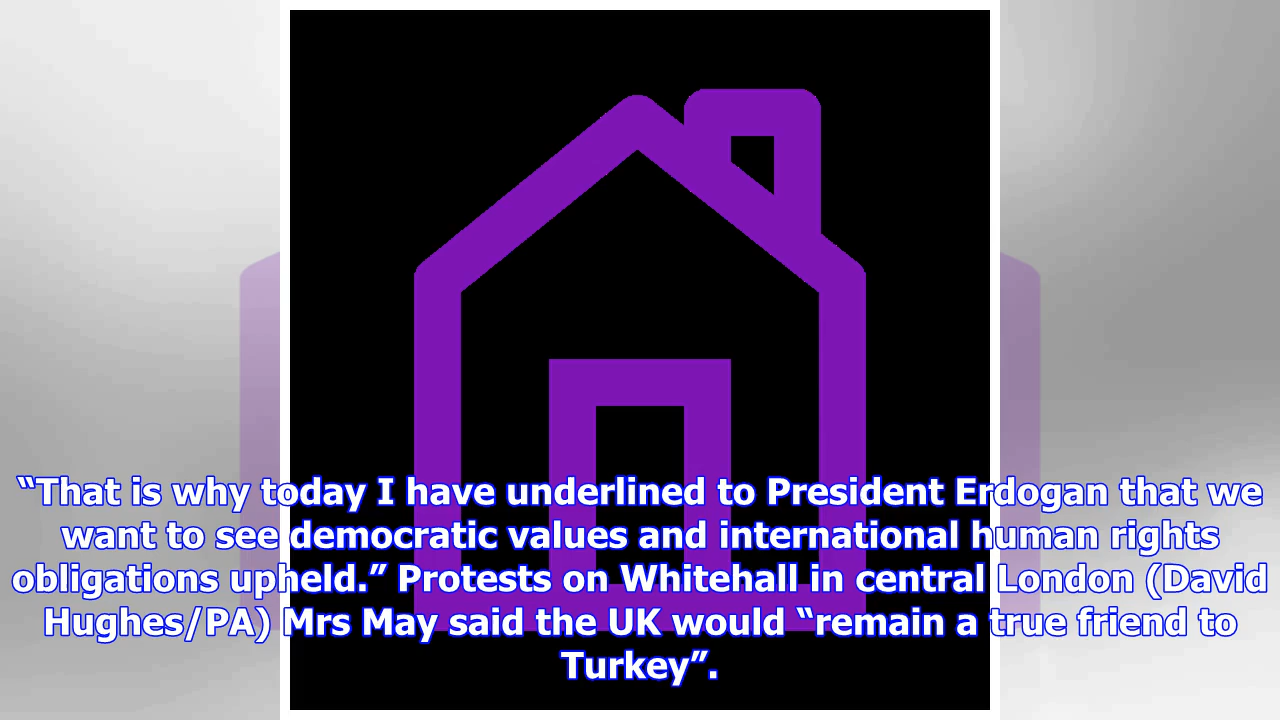 “That is why today I have underlined to President Erdogan that we
want to see democratic values and international human rights
obligations upheld.” Protests on Whitehall in central London (David
Hughes/PA) Mrs May said the UK would “remain a true friend to
Turkey”.